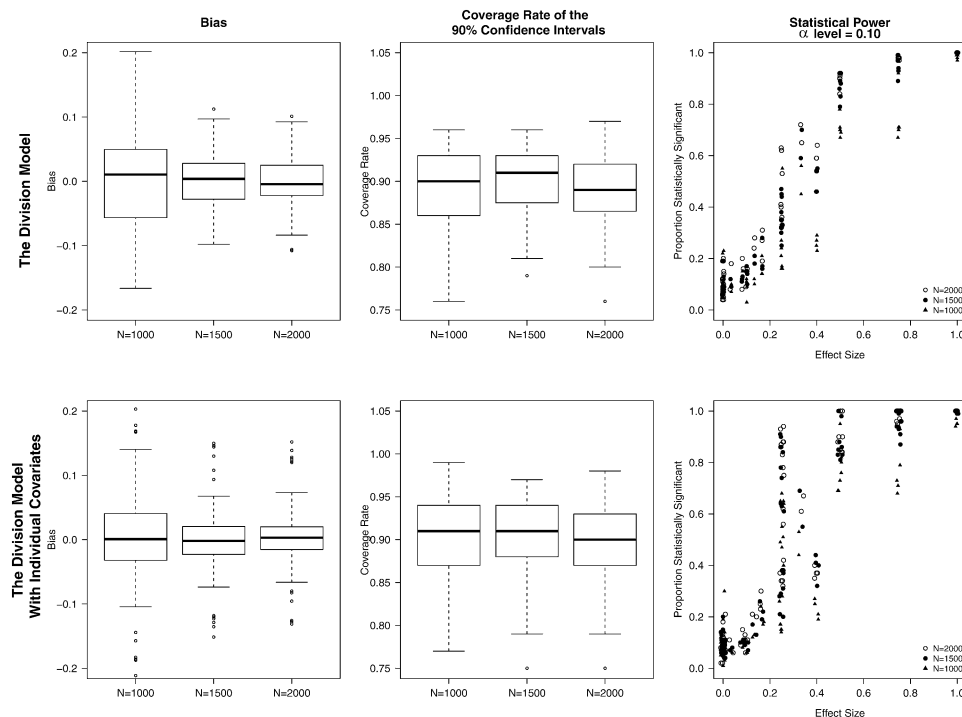 Bias
Coverage Rate of the
90% Confidence Intervals
Statistical Power
α level = 0.10
The Division Model
Bias
0.2
0.1
0.0
−0.1
−0.2
N=1000 N=1500 N=2000
Coverage Rate
1.05
1.00
0.95
0.90
0.85
0.80
0.75
N=1000 N=1500 N=2000
Proportion Statistically Significant
1.0
0.8
0.6
0.4
0.2
0.0
N=2000
N=1500
N=1000
0.0 0.2 0.4 0.6 0.8 1.0
Effect Size
The Division Model
With Individual Covariates
Bias
0.2
0.1
0.0
−0.1
−0.2
N=1000 N=1500 N=2000
Coverage Rate
1.05
1.00
0.95
0.90
0.85
0.80
0.75
N=1000 N=1500 N=2000
Proportion Statistically Significant
1.0
0.8
0.6
0.4
0.2
0.0
N=2000
N=1500
N=1000
0.0 0.2 0.4 0.6 0.8 1.0
Effect Size